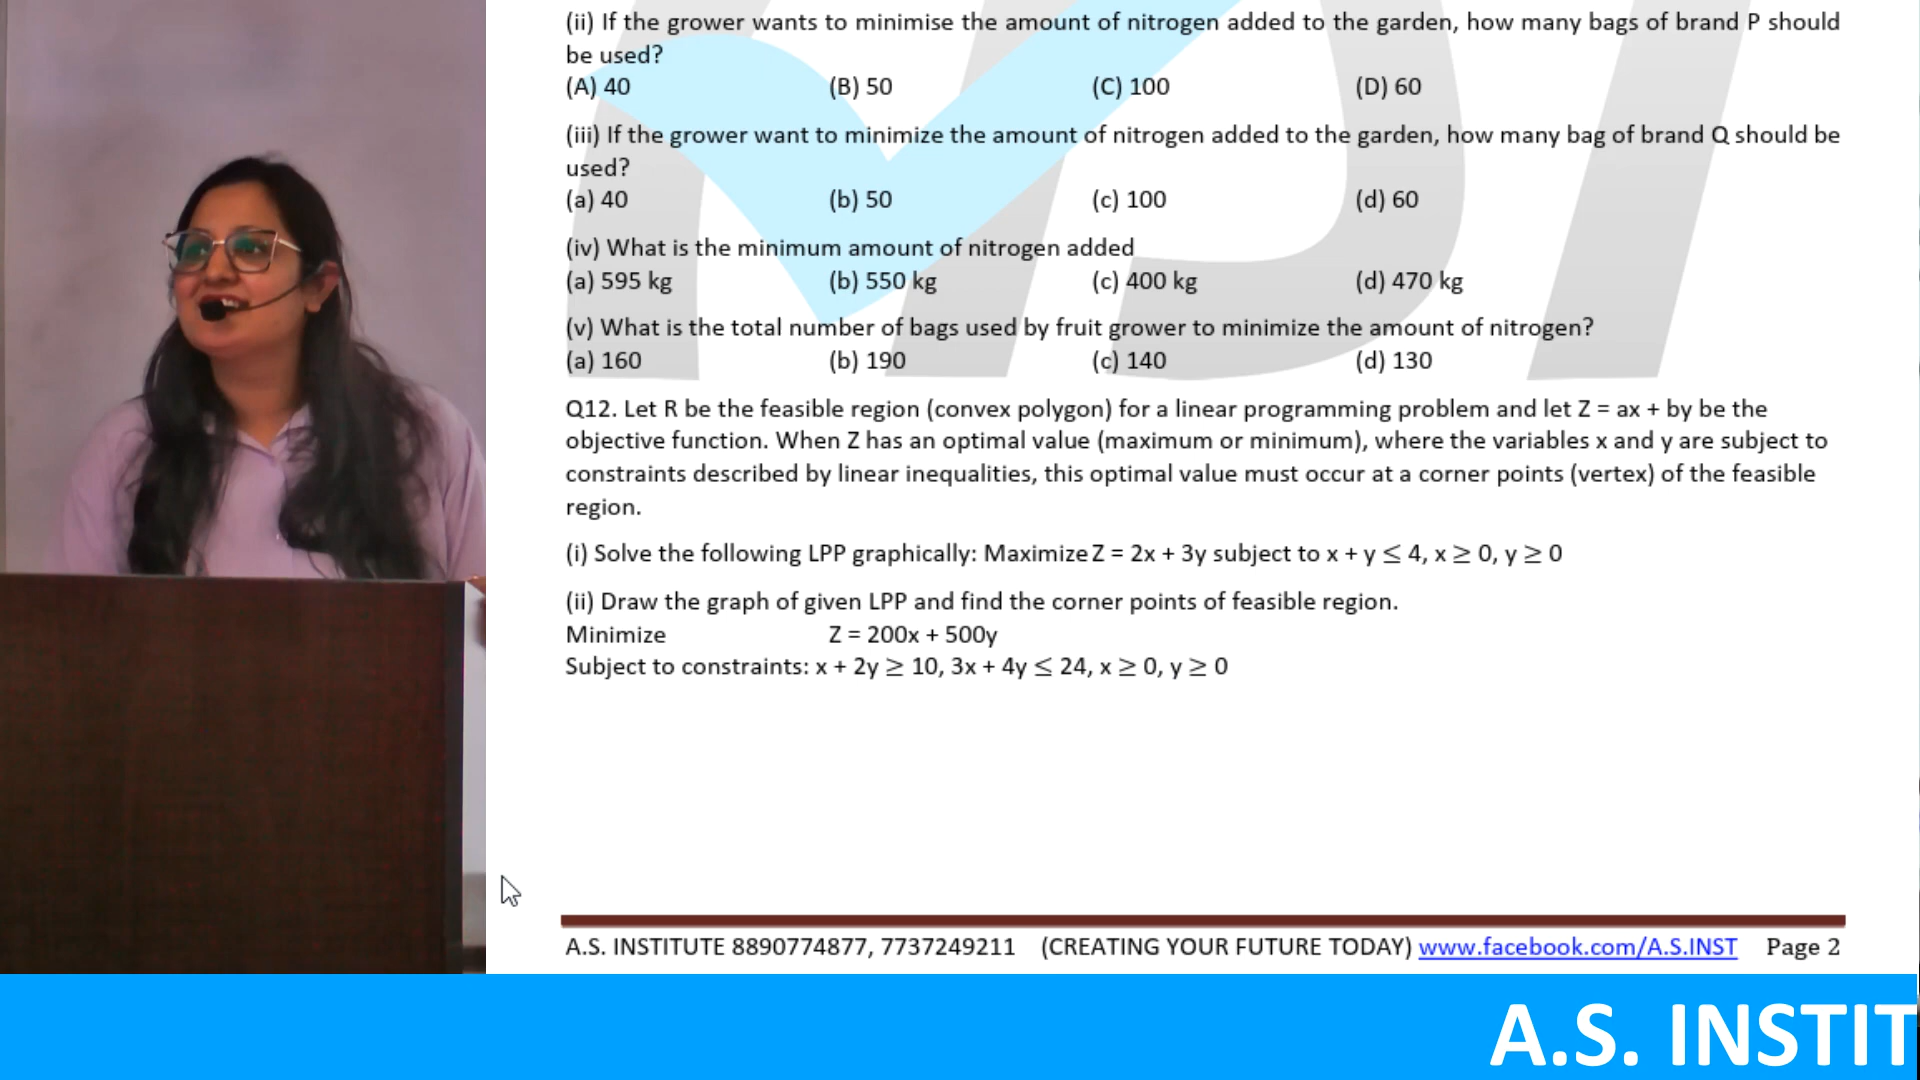 (ii) If the grower wants to minimise the amount of nitrogen added to the garden, how many bags of brand P should
be used?
(A) 40 (B) 50 (C) 100 (D) 60
(iii) If the grower want to minimize the amount of nitrogen added to the garden, how many bag of brand Q should be
used?
(a) 40 (b) 50 (c) 100 (d) 60
(iv) What is the minimum amount of nitrogen added
(a) 595 kg (b) 550 kg (c) 400 kg (d) 470 kg
(v) What is the total number of bags used by fruit grower to minimize the amount of nitrogen?
(a) 160 (b) 190 (c) 140 (d) 130
Q12. Let R be the feasible region (convex polygon) for a linear programming problem and let Z = ax + by be the
objective function. When Z has an optimal value (maximum or minimum), where the variables x and y are subject to
constraints described by linear inequalities, this optimal value must occur at a corner points (vertex) of the feasible
region.
(i) Solve the following LPP graphically: Maximize Z = 2x + 3y subject to x + y ≤ 4, x ≥ 0, y ≥ 0
(ii) Draw the graph of given LPP and find the corner points of feasible region.
Minimize Z = 200x + 500y
Subject to constraints: x + 2y ≥ 10, 3x + 4y ≤ 24, x ≥ 0, y ≥ 0
A.S. INSTITUTE 8890774877, 7737249211 (CREATING YOUR FUTURE TODAY) www.facebook.com/A.S.INST Page 2
A.S. INSTIT